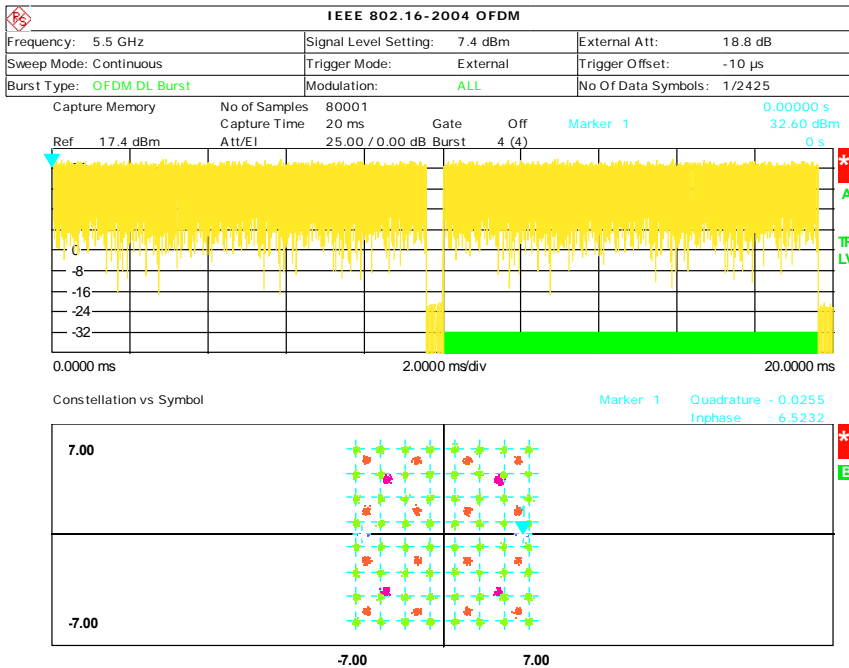 IEEE 802.16-2004 OFDM
Frequency: 5.5 GHz Signal Level Setting: 7.4 dBm External Att: 18.8 dB
Sweep Mode: Continuous Trigger Mode: External Trigger Offset: -10 µs
Burst Type: OFDM DL Burst Modulation: ALL No Of Data Symbols: 1/2425
Capture Memory No of Samples 80001 0.00000 s
Capture Time 20 ms Gate Off Marker 1 32.60 dBm
Ref 17.4 dBm Att/El 25.00 / 0.00 dB Burst 4 (4) 0 s
*
A
0
TR
-8
LV
-16
-24
-32
0.0000 ms 2.0000 ms/div 20.0000 ms
Constellation vs Symbol Marker 1 Quadrature - 0.0255
Inphase 6.5232
*
7.00
B
1
-7.00
-7.00 7.00